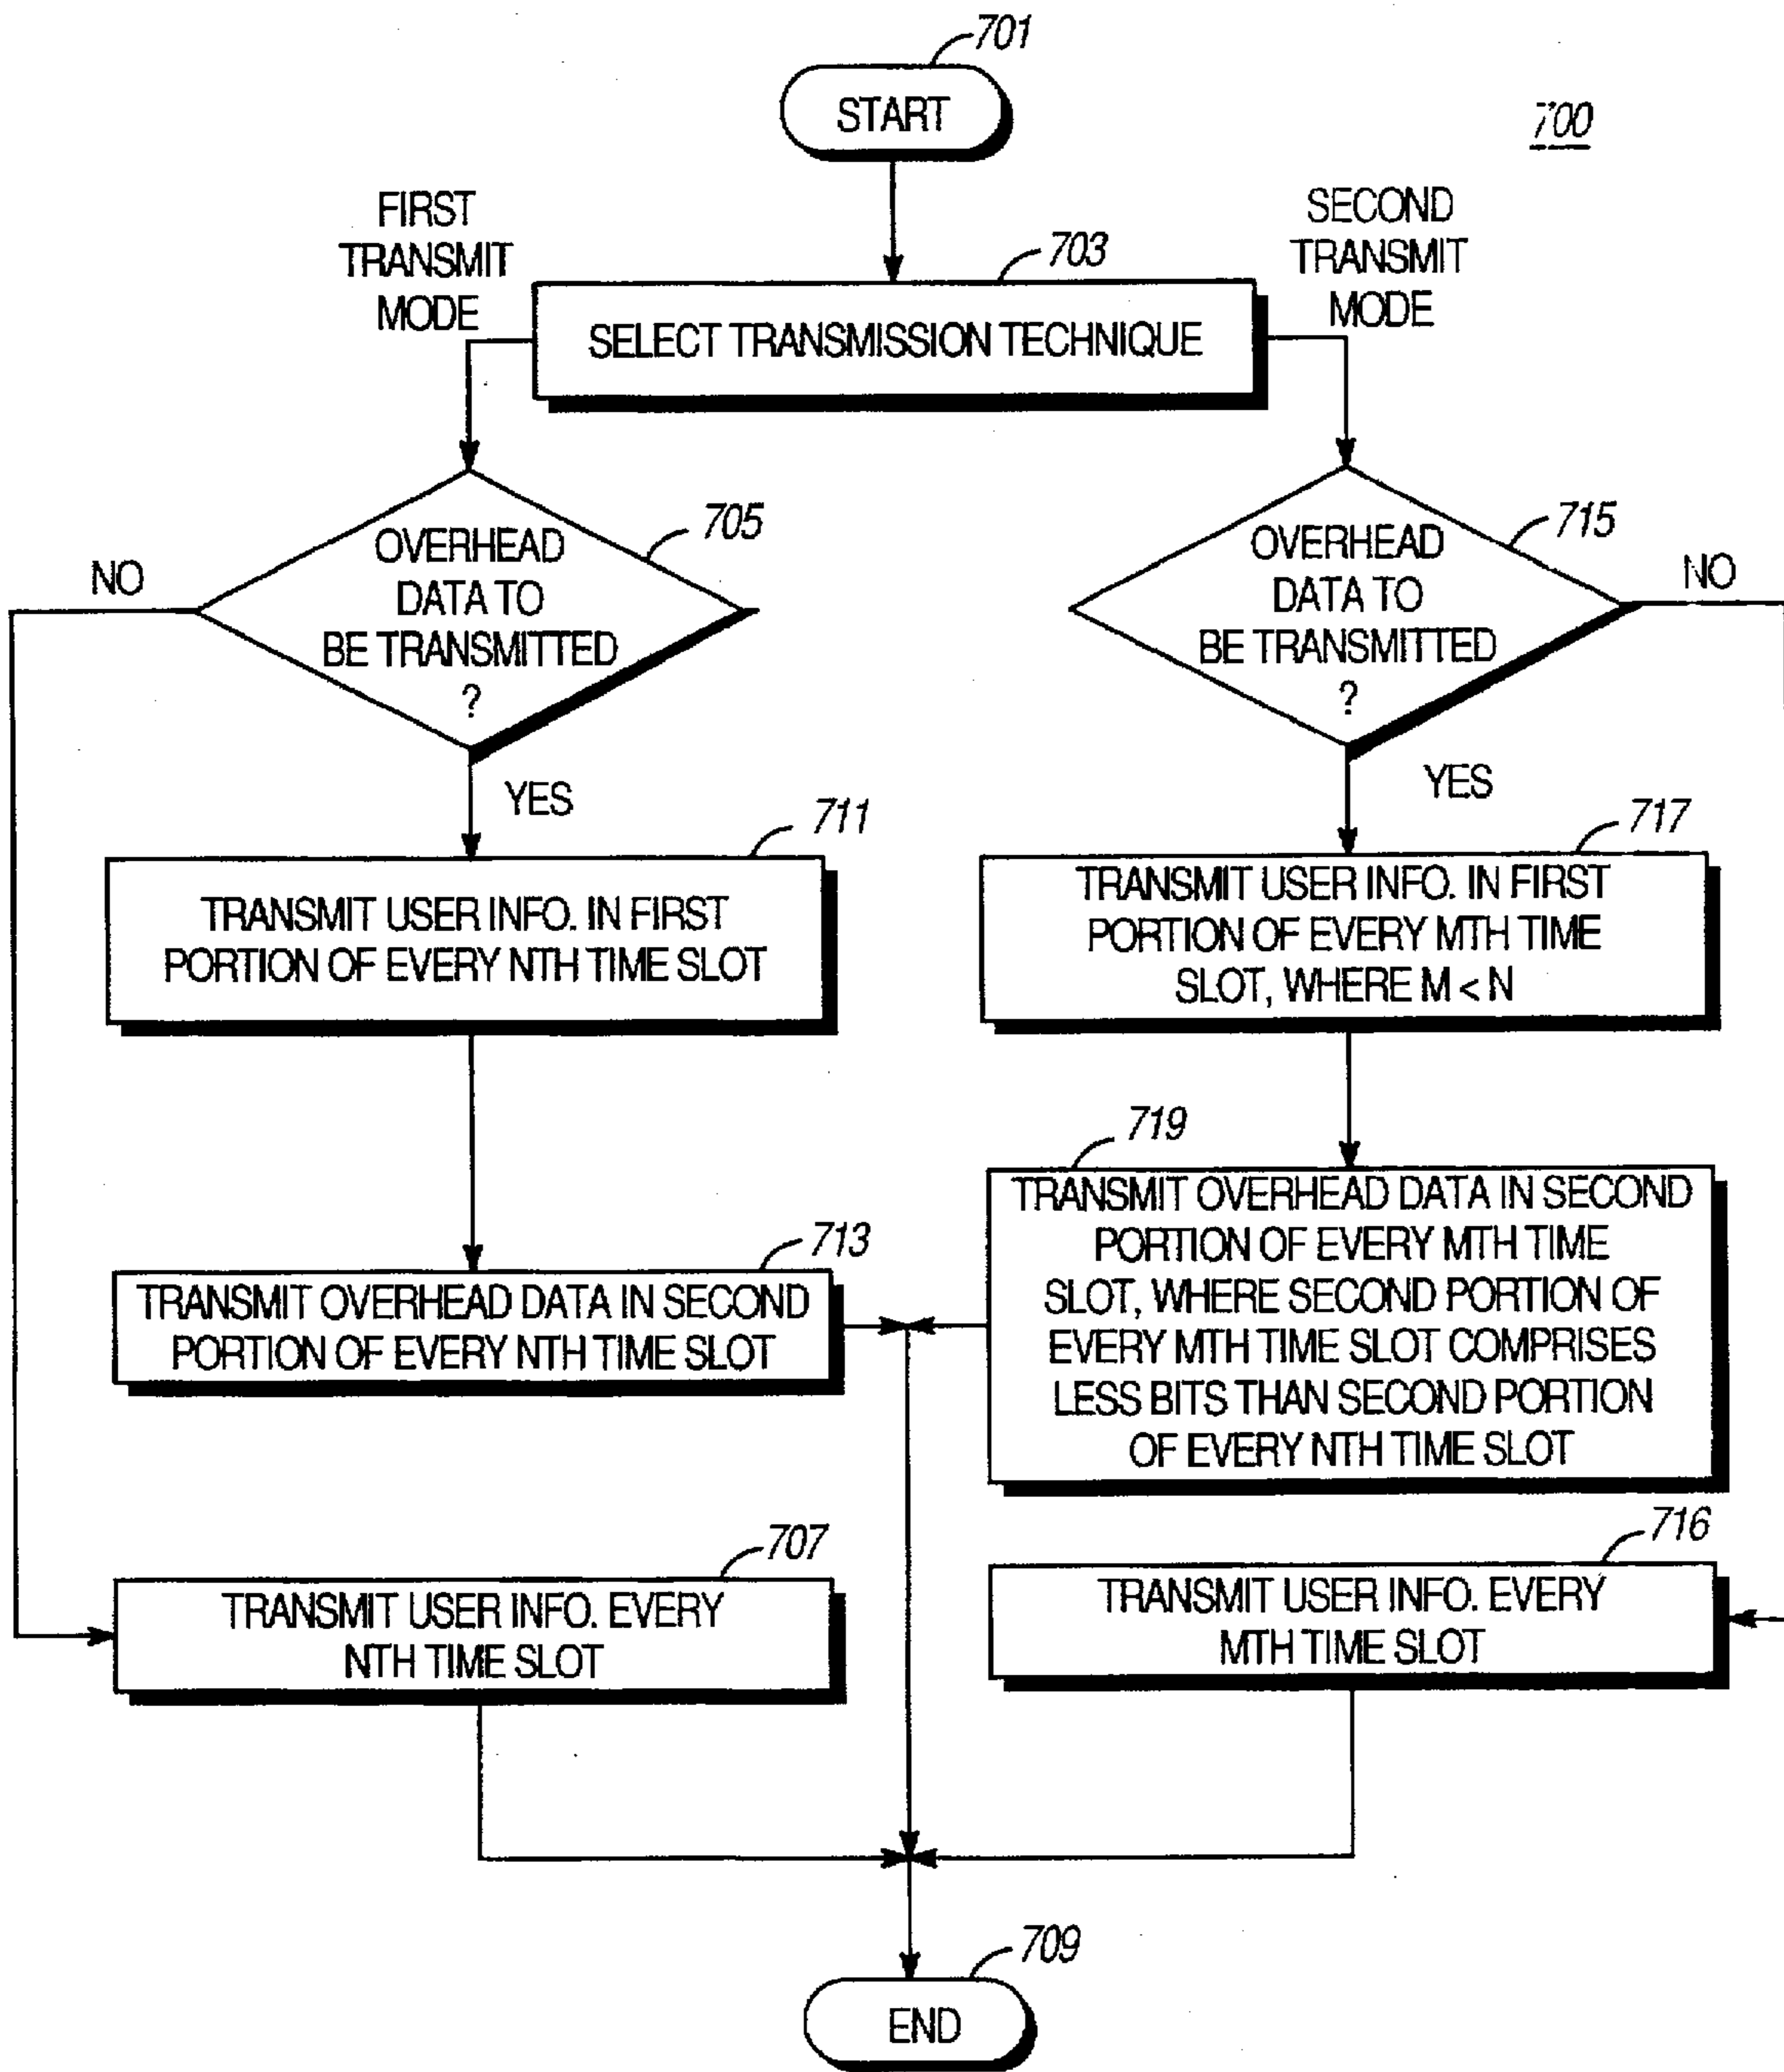 701
START
700
FIRST
TRANSMIT
MODE
SECOND
TRANSMIT
MODE
703
SELECT TRANSMISSION TECHNIQUE
705
OVERHEAD
DATA TO
BE TRANSMITTED
?
NO
YES
715
OVERHEAD
DATA TO
BE TRANSMITTED
?
NO
YES
711
TRANSMIT USER INFO. IN FIRST
PORTION OF EVERY NTH TIME SLOT
717
TRANSMIT USER INFO. IN FIRST
PORTION OF EVERY MTH TIME
SLOT, WHERE M < N
713
TRANSMIT OVERHEAD DATA IN SECOND
PORTION OF EVERY NTH TIME SLOT
719
TRANSMIT OVERHEAD DATA IN SECOND
PORTION OF EVERY MTH TIME
SLOT, WHERE SECOND PORTION OF
EVERY MTH TIME SLOT COMPRISES
LESS BITS THAN SECOND PORTION
OF EVERY NTH TIME SLOT
707
TRANSMIT USER INFO. EVERY
NTH TIME SLOT
716
TRANSMIT USER INFO. EVERY
MTH TIME SLOT
709
END